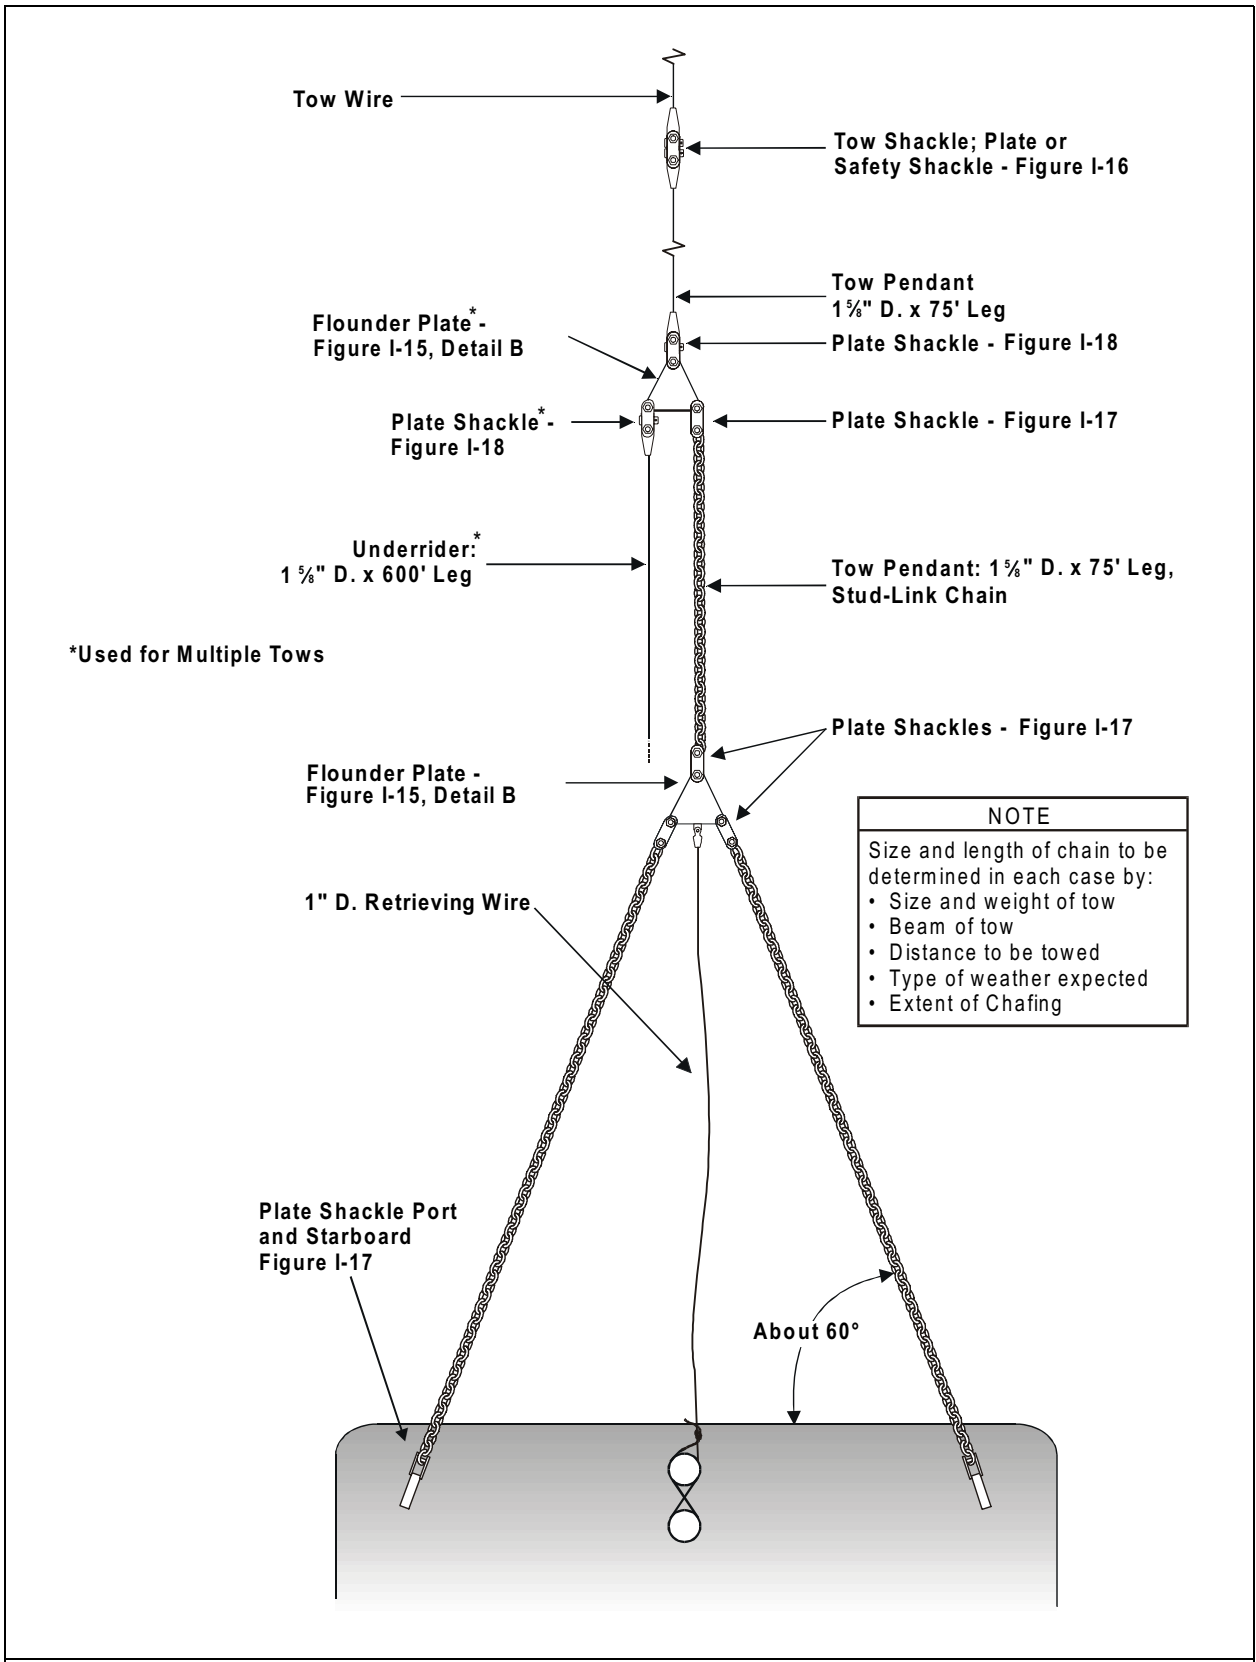 Tow Wire
Tow Shackle; Plate or
Safety Shackle - Figure I-16
Tow Pendant
1⅝" D. x 75' Leg
Flounder Plate* -
Figure I-15, Detail B
Plate Shackle - Figure I-18
Plate Shackle* -
Figure I-18
Plate Shackle - Figure I-17
Underrider:*
1 ⅝" D. x 600' Leg
Tow Pendant: 1⅝" D. x 75' Leg,
Stud-Link Chain
*Used for Multiple Tows
Plate Shackles - Figure I-17
Flounder Plate -
Figure I-15, Detail B
NOTE
Size and length of chain to be
determined in each case by:
• Size and weight of tow
• Beam of tow
• Distance to be towed
• Type of weather expected
• Extent of Chafing
1" D. Retrieving Wire
Plate Shackle Port
and Starboard
Figure I-17
About 60°